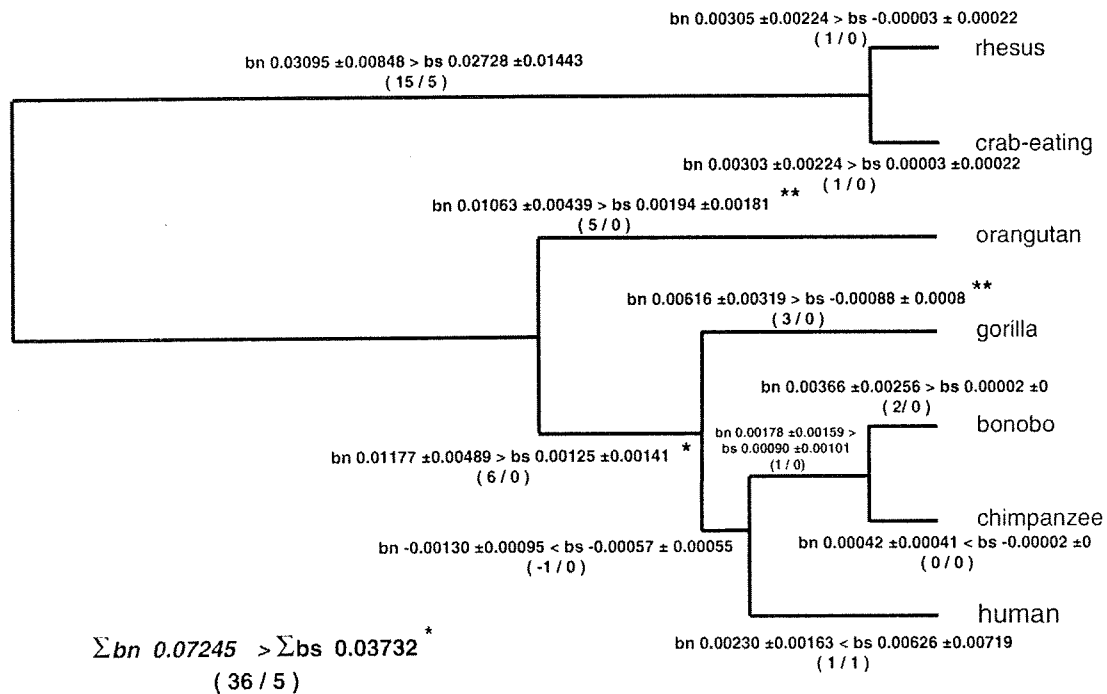 bn 0.00305 ±0.00224 > bs -0.00003 ± 0.00022
( 1 / 0 )
rhesus
bn 0.03095 ±0.00848 > bs 0.02728 ±0.01443
( 15 / 5 )
crab-eating
bn 0.00303 ±0.00224 > bs 0.00003 ±0.00022
( 1 / 0 )
bn 0.01063 ±0.00439 > bs 0.00194 ±0.00181 **
( 5 / 0 )
orangutan
bn 0.00616 ±0.00319 > bs -0.00088 ± 0.0008 **
( 3 / 0 )
gorilla
bn 0.00366 ±0.00256 > bs 0.00002 ±0
( 2/ 0 )
bonobo
bn 0.00178 ±0.00159 >
bs 0.00090 ±0.00101
(1 / 0)
bn 0.01177 ±0.00489 > bs 0.00125 ±0.00141 *
( 6 / 0 )
chimpanzee
bn 0.00042 ±0.00041 < bs -0.00002 ±0
( 0 / 0 )
bn -0.00130 ±0.00095 < bs -0.00057 ± 0.00055
( -1 / 0 )
human
bn 0.00230 ±0.00163 < bs 0.00626 ±0.00719
( 1 / 1 )
Σbn 0.07245 > Σbs 0.03732 *
( 36 / 5 )